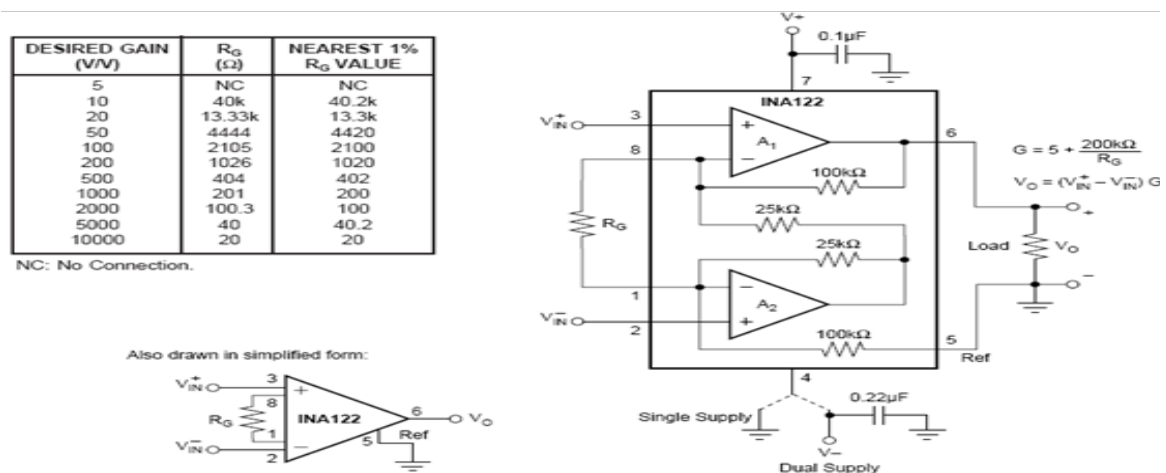 DESIRED GAIN (V/V) RG (Ω) NEAREST 1% RG VALUE
5 NC NC
10 40k 40.2k
20 13.33k 13.3k
50 4444 4420
100 2105 2100
200 1026 1020
500 404 402
1000 201 200
2000 100.3 100
5000 40 40.2
10000 20 20
NC: No Connection.
Also drawn in simplified form:
V+IN 3
8
RG INA122 6 VO
1 5 Ref
V−IN 2
V+
0.1µF
7
INA122
V+IN 3 + A1 6
8 −
100kΩ
25kΩ
RG
25kΩ
1 − A2
V−IN 2 +
100kΩ 5
Ref
4
Single Supply
0.22µF
V−
Dual Supply
G = 5 + 200kΩ / RG
VO = (V+IN − V−IN) G
+
Load VO
−